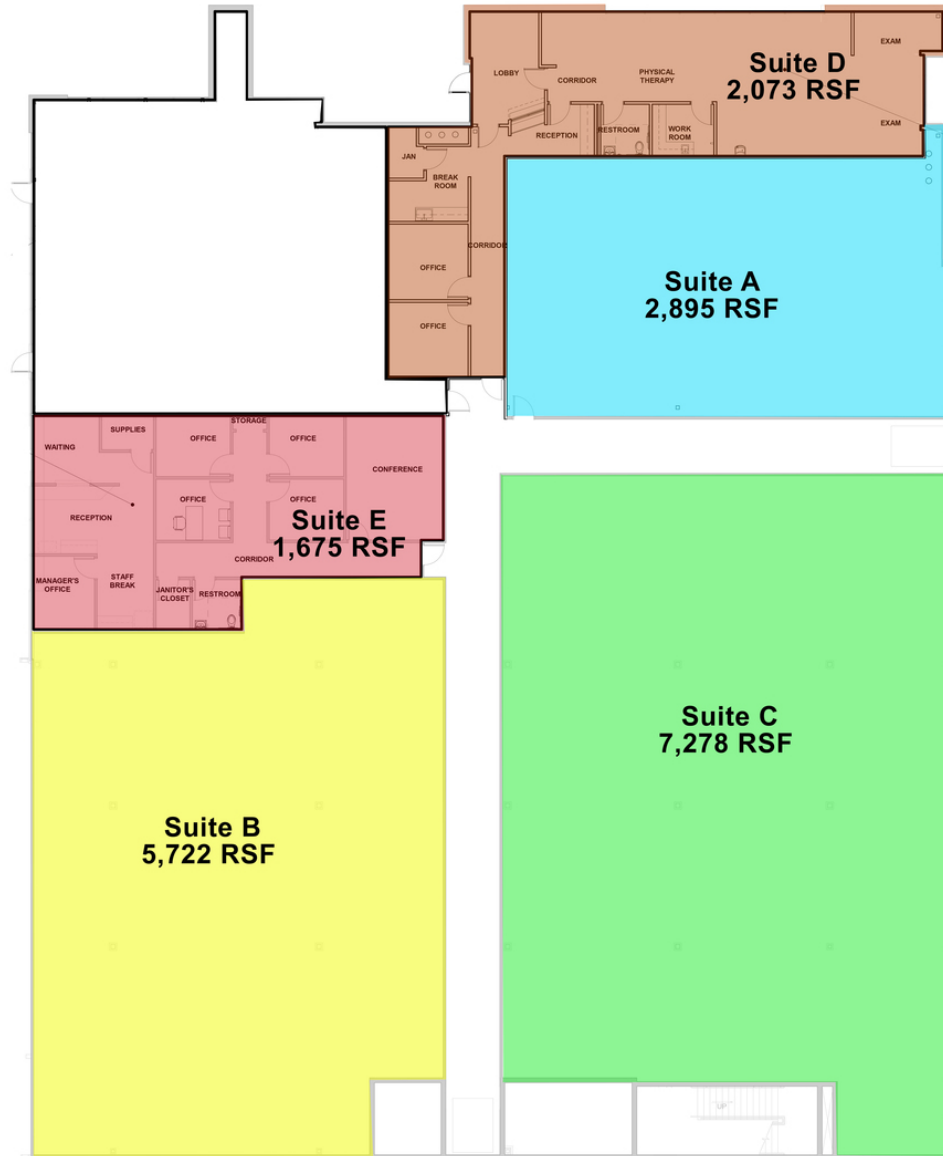 EXAM
Suite D
2,073 RSF
LOBBY
CORRIDOR
PHYSICAL
THERAPY
EXAM
RECEPTION
RESTROOM
WORK
ROOM
JAN
BREAK
ROOM
CORRIDOR
OFFICE
OFFICE
Suite A
2,895 RSF
STORAGE
SUPPLIES
WAITING
OFFICE
OFFICE
CONFERENCE
OFFICE
OFFICE
RECEPTION
Suite E
1,675 RSF
CORRIDOR
MANAGER'S
OFFICE
STAFF
BREAK
JANITOR'S
CLOSET
RESTROOM
Suite C
7,278 RSF
Suite B
5,722 RSF
UP